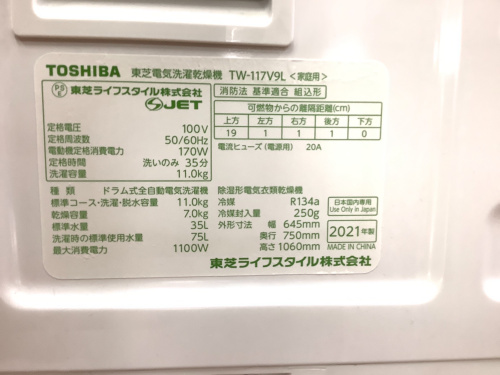 TOSHIBA 東芝電気洗濯乾燥機 TW-117V9L <家庭用>
PS E 東芝ライフスタイル株式会社
JET
定格電圧 100V
定格周波数 50/60Hz
電動機定格消費電力 170W
定格時間 洗いのみ 35分
洗濯容量 11.0kg
消防法 基準適合 組込形
可燃物からの離隔距離(cm)
上方 左方 右方 後方 下方
19 1 1 1 0
電流ヒューズ (電源用) 20A
種類 ドラム式全自動電気洗濯機
標準コース・洗濯・脱水容量 11.0kg
乾燥容量 7.0kg
標準水量 35L
洗濯時の標準使用水量 75L
最大消費電力 1100W
除湿形電気衣類乾燥機
冷媒 R134a
冷媒封入量 250g
外形寸法 幅 645mm
奥行 750mm
高さ 1060mm
日本国内専用
Use Only in Japan
2021年製
MADE IN CHINA
東芝ライフスタイル株式会社